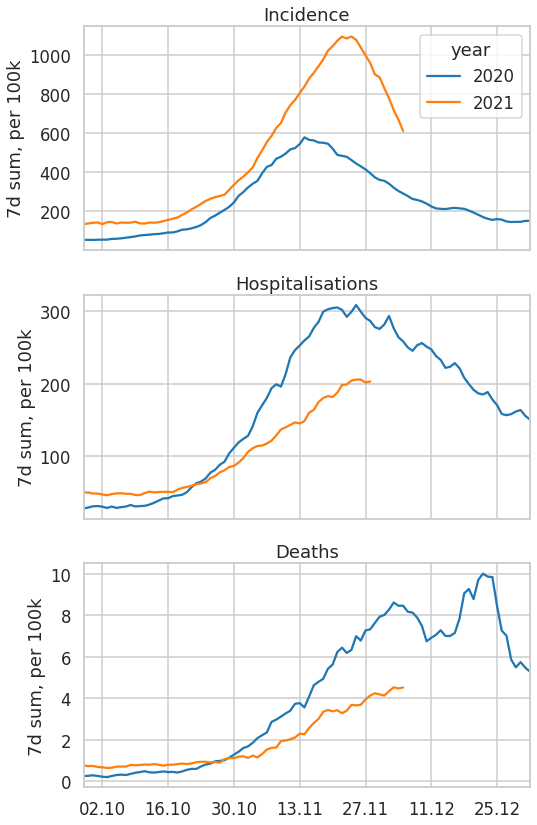 Incidence
7d sum, per 100k
1000
800
600
400
200
year
2020
2021
Hospitalisations
7d sum, per 100k
300
200
100
Deaths
7d sum, per 100k
10
8
6
4
2
0
02.10 16.10 30.10 13.11 27.11 11.12 25.12